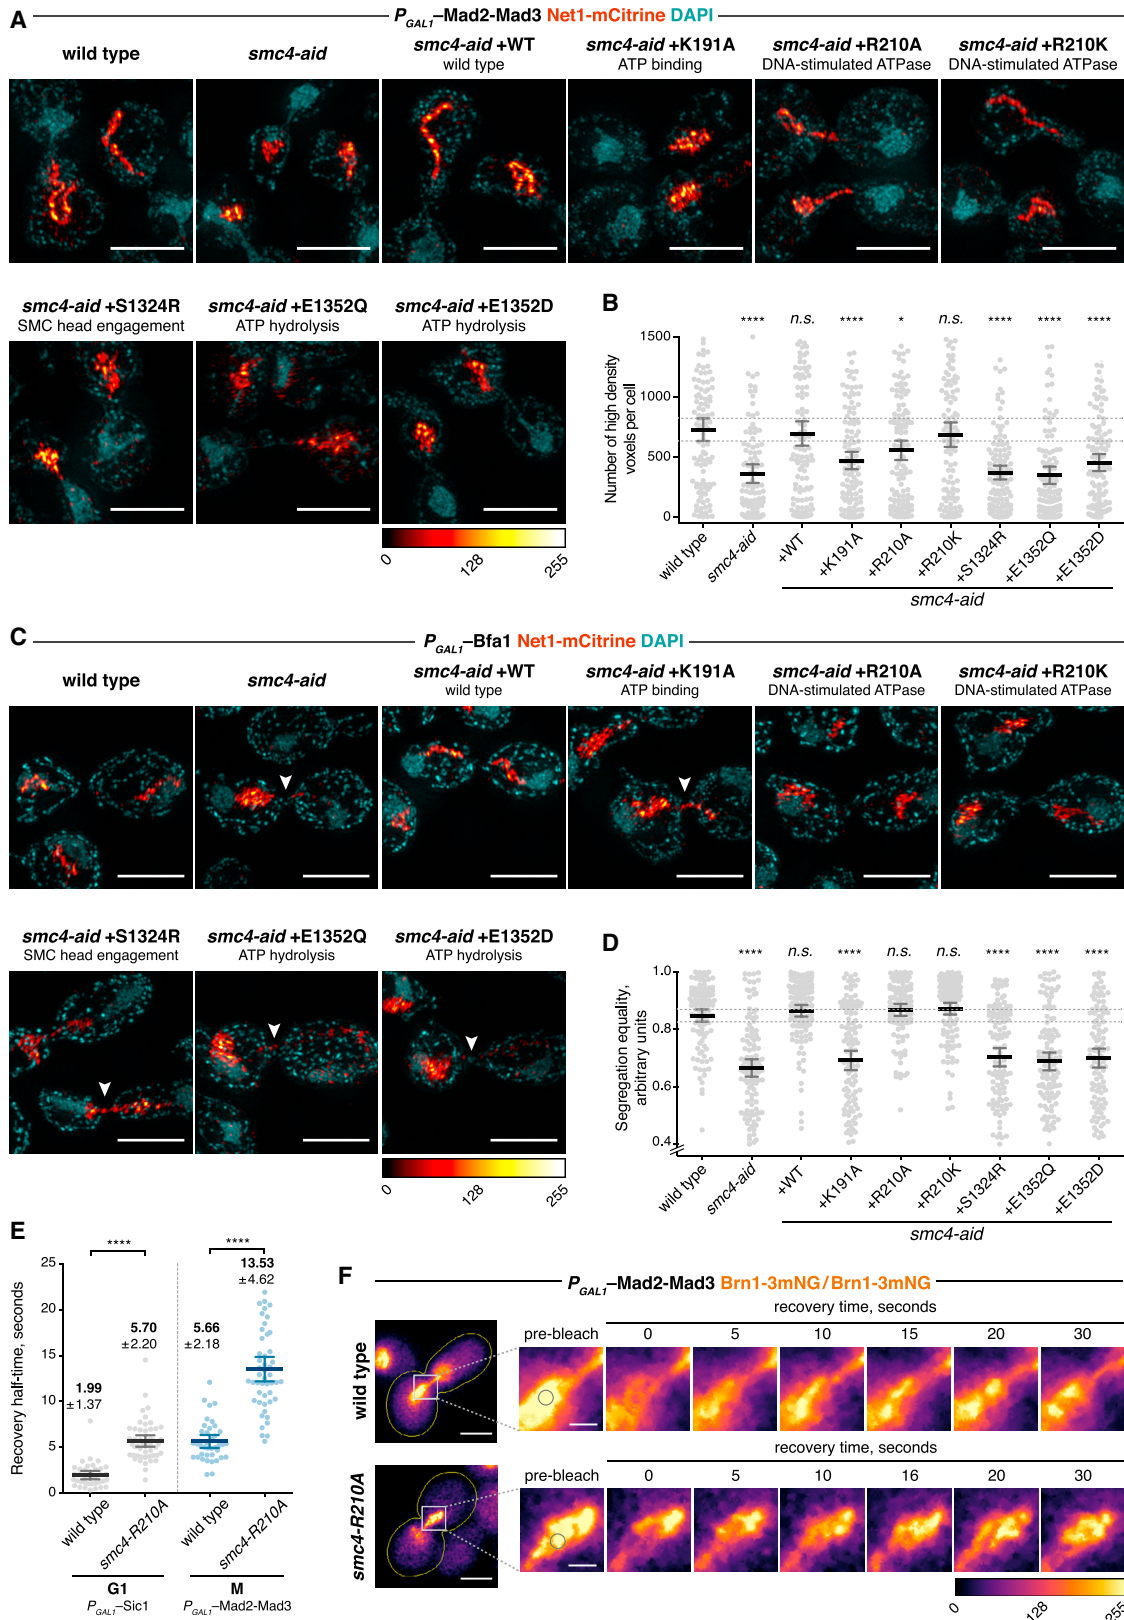 A
P_GAL1–Mad2-Mad3 Net1-mCitrine DAPI
wild type
smc4-aid
smc4-aid +WT
wild type
smc4-aid +K191A
ATP binding
smc4-aid +R210A
DNA-stimulated ATPase
smc4-aid +R210K
DNA-stimulated ATPase
smc4-aid +S1324R
SMC head engagement
smc4-aid +E1352Q
ATP hydrolysis
smc4-aid +E1352D
ATP hydrolysis
0 128 255
B
**** n.s. **** * n.s. **** **** ****
Number of high density
voxels per cell
1500
1000
500
0
wild type
smc4-aid
+WT
+K191A
+R210A
+R210K
+S1324R
+E1352Q
+E1352D
smc4-aid
C
P_GAL1–Bfa1 Net1-mCitrine DAPI
wild type
smc4-aid
smc4-aid +WT
wild type
smc4-aid +K191A
ATP binding
smc4-aid +R210A
DNA-stimulated ATPase
smc4-aid +R210K
DNA-stimulated ATPase
smc4-aid +S1324R
SMC head engagement
smc4-aid +E1352Q
ATP hydrolysis
smc4-aid +E1352D
ATP hydrolysis
0 128 255
D
**** n.s. **** n.s. n.s. **** **** ****
Segregation equality,
arbitrary units
1.0
0.8
0.6
0.4
wild type
smc4-aid
+WT
+K191A
+R210A
+R210K
+S1324R
+E1352Q
+E1352D
smc4-aid
E
Recovery half-time, seconds
25
20
15
10
5
0
**** ****
1.99
±1.37
5.70
±2.20
5.66
±2.18
13.53
±4.62
wild type
smc4-R210A
wild type
smc4-R210A
G1
P_GAL1–Sic1
M
P_GAL1–Mad2-Mad3
F
P_GAL1–Mad2-Mad3 Brn1-3mNG/Brn1-3mNG
recovery time, seconds
pre-bleach 0 5 10 15 20 30
wild type
recovery time, seconds
pre-bleach 0 6 10 16 20 30
smc4-R210A
0 128 255